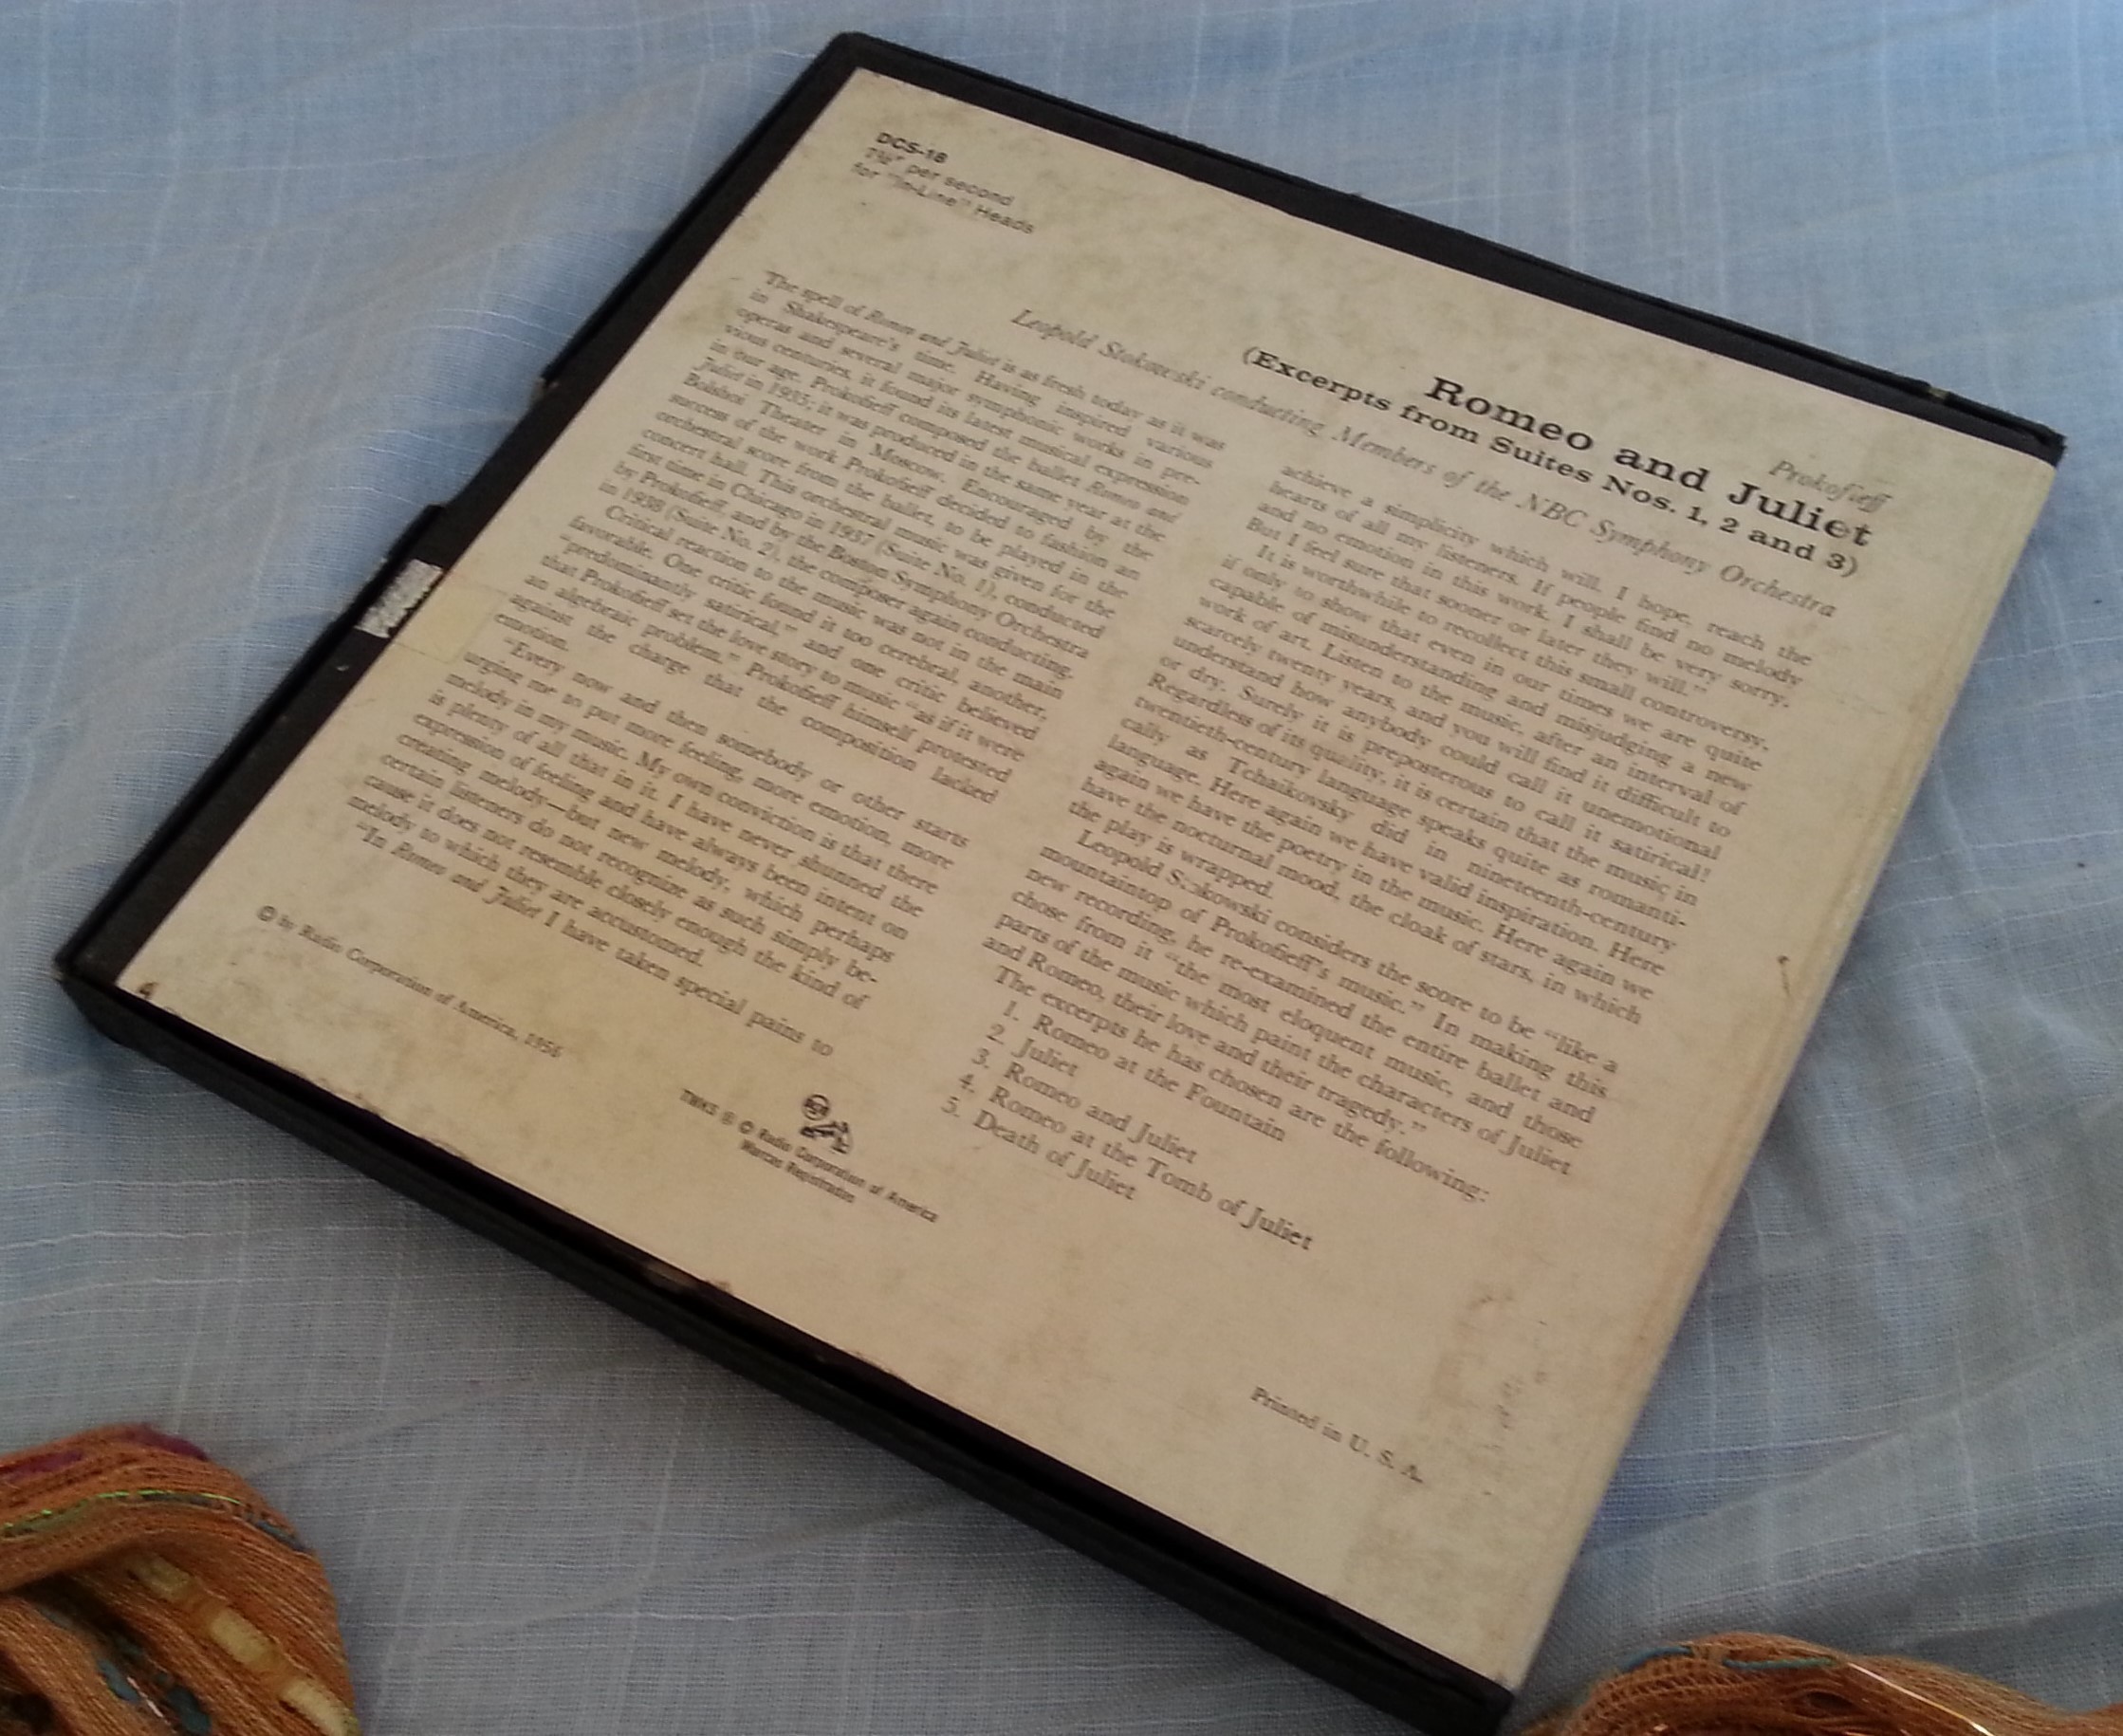 DCS-18
7½" per second
for "In-Line" Heads
Prokofieff
Romeo and Juliet
(Excerpts from Suites Nos. 1, 2 and 3)
Leopold Stokowski conducting Members of the NBC Symphony Orchestra
The spell of Romeo and Juliet is as fresh today as it was
in Shakespeare's time. Having inspired various
operas and several major symphonic works in pre-
vious centuries, it found its latest musical expression
in our age. Prokofieff composed the ballet Romeo and
Juliet in 1935; it was produced in the same year at the
Bolshoi Theater in Moscow. Encouraged by the
success of the work Prokofieff decided to fashion an
orchestral score from the ballet, to be played in the
concert hall. This orchestral music was given for the
first time in Chicago in 1937 (Suite No. 1), conducted
by Prokofieff, and by the Boston Symphony Orchestra
in 1938 (Suite No. 2), the composer again conducting.
Critical reaction to the music was not in the main
favorable. One critic found it too cerebral, another,
"predominantly satirical," and one critic believed
that Prokofieff set the love story to music "as if it were
an algebraic problem." Prokofieff himself protested
against the charge that the composition lacked
emotion.
"Every now and then somebody or other starts
urging me to put more feeling, more emotion, more
melody in my music. My own conviction is that there
is plenty of all that in it. I have never shunned the
expression of feeling and have always been intent on
creating melody—but new melody, which perhaps
certain listeners do not recognize as such simply be-
cause it does not resemble closely enough the kind of
melody to which they are accustomed.
"In Romeo and Juliet I have taken special pains to
achieve a simplicity which will, I hope, reach the
hearts of all my listeners. If people find no melody
and no emotion in this work, I shall be very sorry.
But I feel sure that sooner or later they will."
It is worthwhile to recollect this small controversy,
if only to show that even in our times we are quite
capable of misunderstanding and misjudging a new
work of art. Listen to the music, after an interval of
scarcely twenty years, and you will find it difficult to
understand how anybody could call it unemotional
or dry. Surely it is preposterous to call it satirical!
Regardless of its quality, it is certain that the music in
twentieth-century language speaks quite as romanti-
cally as Tchaikovsky did in nineteenth-century
language. Here again we have valid inspiration. Here
again we have the poetry in the music. Here again we
have the nocturnal mood, the cloak of stars, in which
the play is wrapped.
Leopold Stokowski considers the score to be "like a
mountaintop of Prokofieff's music." In making this
new recording, he re-examined the entire ballet and
chose from it "the most eloquent music, and those
parts of the music which paint the characters of Juliet
and Romeo, their love and their tragedy."
The excerpts he has chosen are the following:
1. Romeo at the Fountain
2. Juliet
3. Romeo and Juliet
4. Romeo at the Tomb of Juliet
5. Death of Juliet
© by Radio Corporation of America, 1956
RCA
TMKS ® © Radio Corporation of America
Marcas Registradas
Printed in U. S. A.